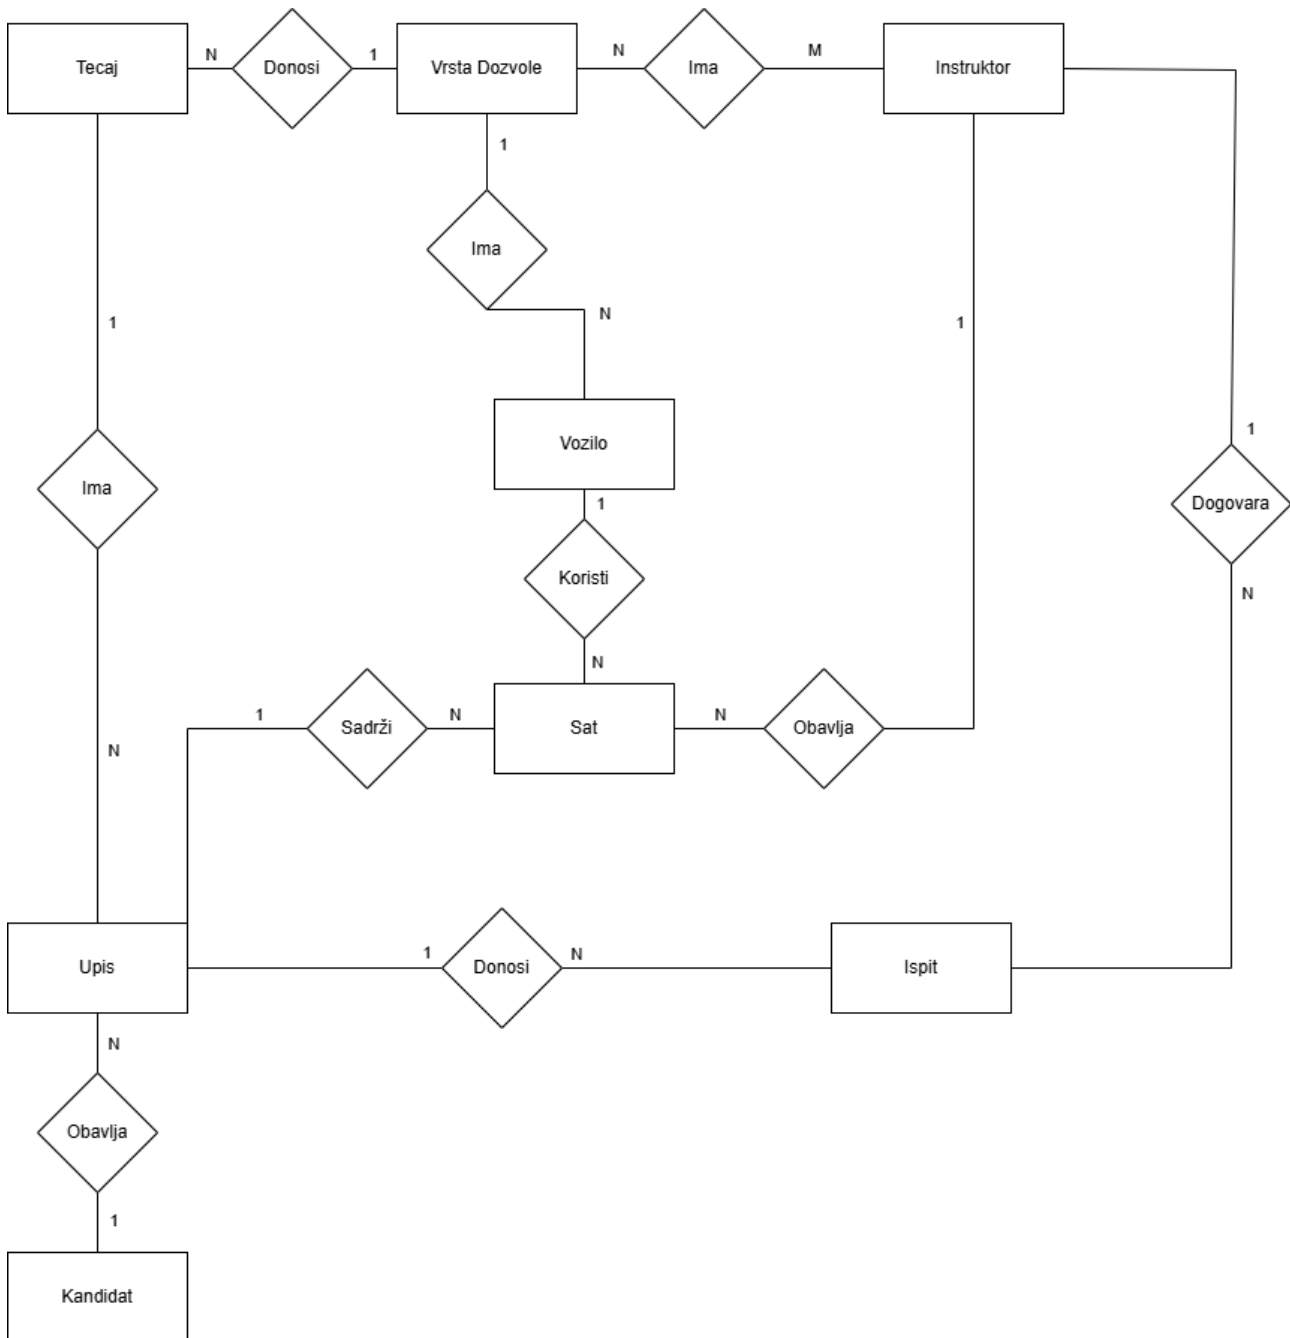 Tecaj
N
Donosi
1
Vrsta Dozvole
N
Ima
M
Instruktor
1
Ima
N
1
1
Vozilo
1
Ima
1
Dogovara
Koristi
N
N
1
Sadrži
N
Sat
N
Obavlja
N
Upis
1
Donosi
N
Ispit
N
Obavlja
1
Kandidat